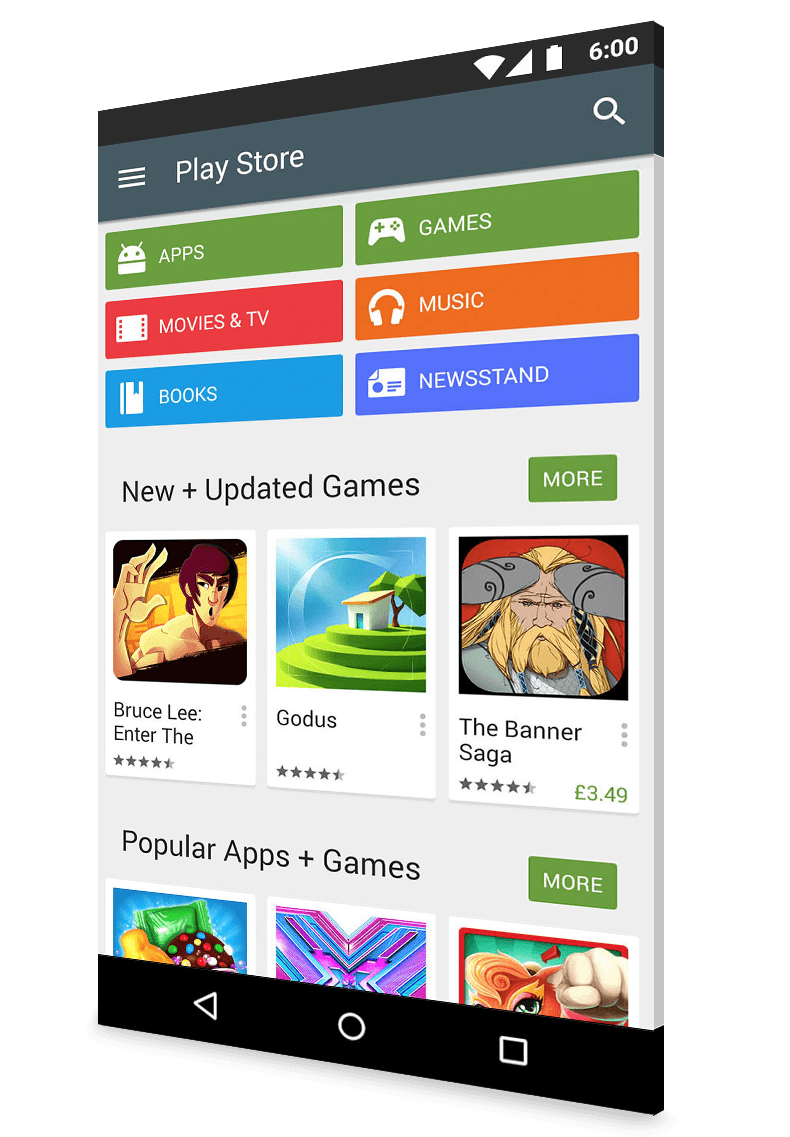 6:00
Play Store
APPS
GAMES
MOVIES & TV
MUSIC
BOOKS
NEWSSTAND
New + Updated Games
MORE
Bruce Lee:
Enter The
Godus
The Banner
Saga
£3.49
Popular Apps + Games
MORE